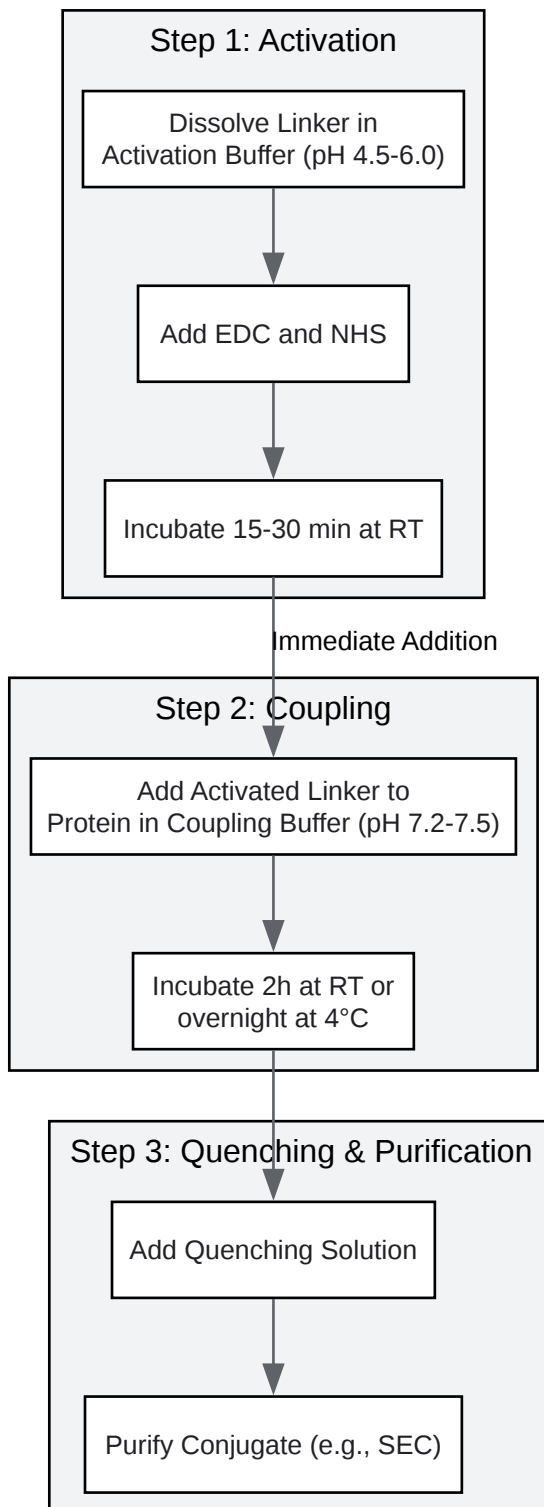 Step 1: Activation
Dissolve Linker in
Activation Buffer (pH 4.5-6.0)
Add EDC and NHS
Incubate 15-30 min at RT
Immediate Addition
Step 2: Coupling
Add Activated Linker to
Protein in Coupling Buffer (pH 7.2-7.5)
Incubate 2h at RT or
overnight at 4°C
Step 3: Quenching & Purification
Add Quenching Solution
Purify Conjugate (e.g., SEC)